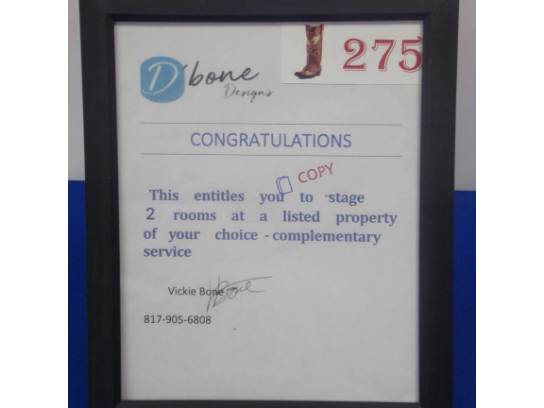 D'bone
Designs
275
CONGRATULATIONS
COPY
This entitles you to stage
2 rooms at a listed property
of your choice - complementary
service
Vickie Bone
VBone
817-905-6808